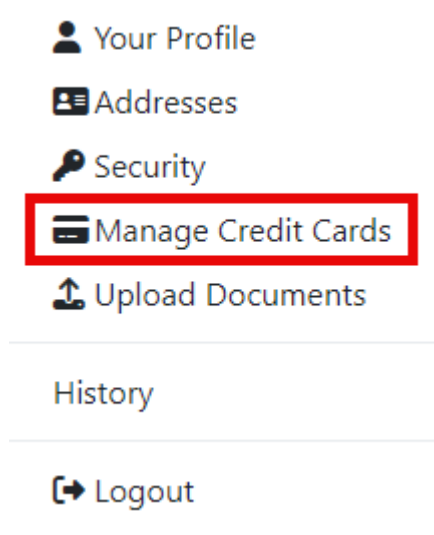 Your Profile
Addresses
Security
Manage Credit Cards
Upload Documents
History
Logout